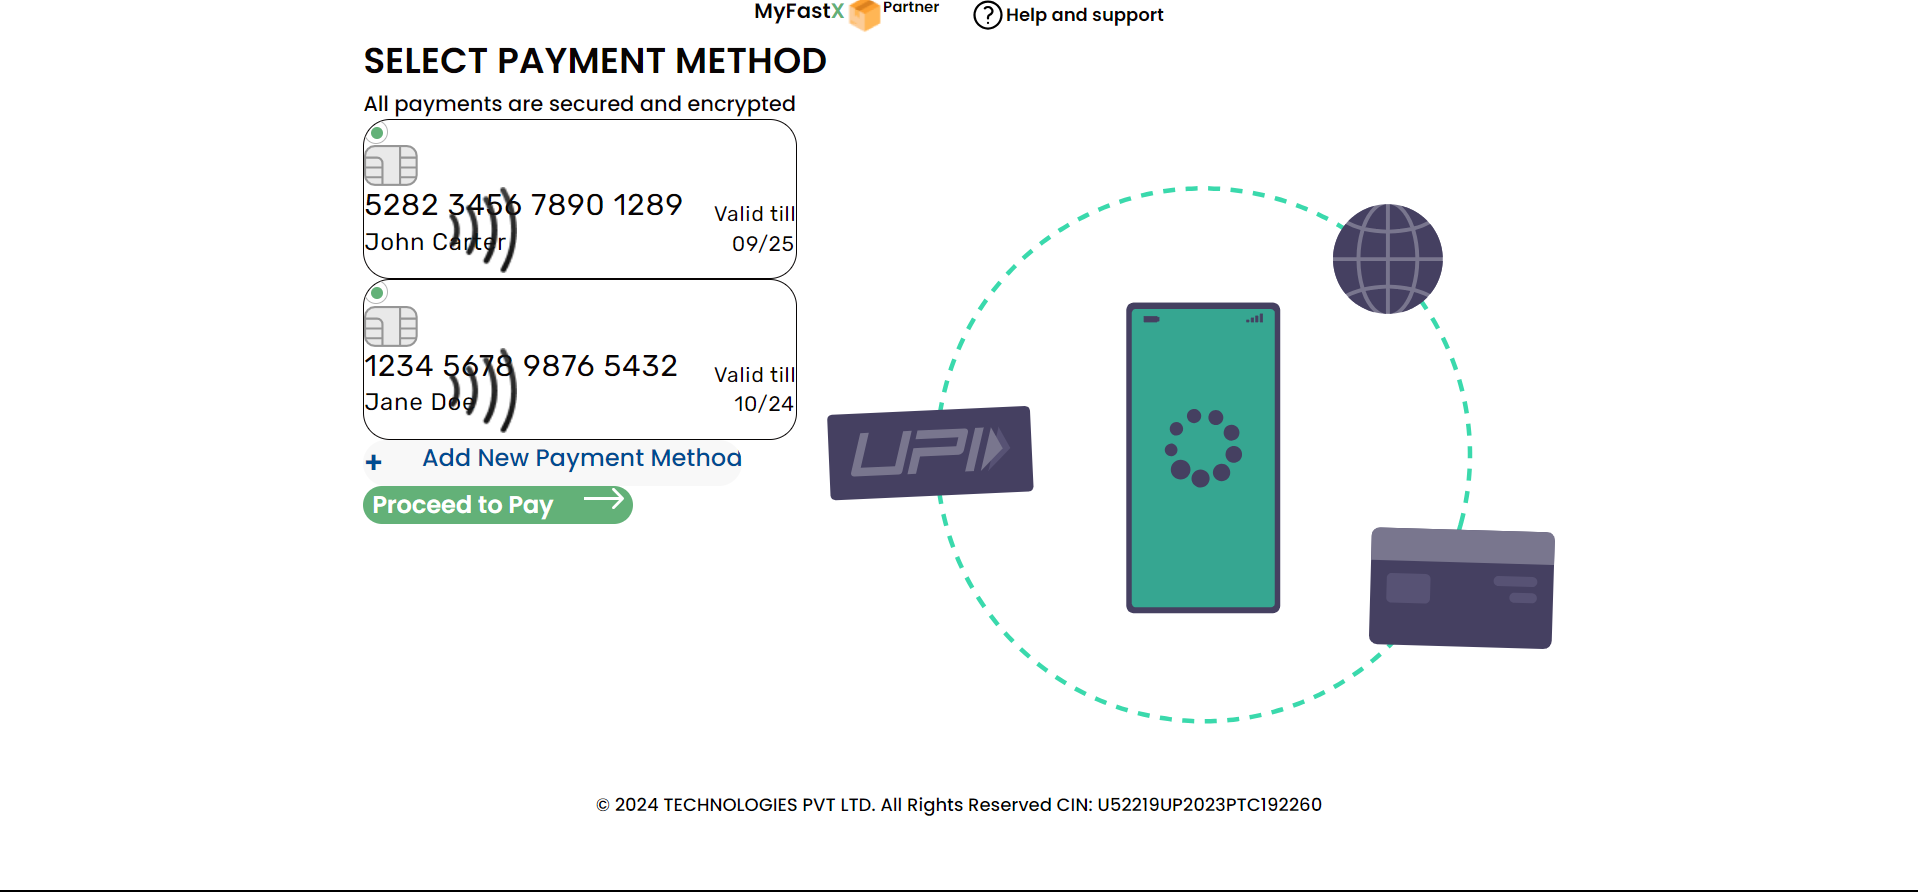 MyFastX Partner
Help and support
SELECT PAYMENT METHOD
All payments are secured and encrypted
5282 3456 7890 1289
Valid till
John Carter
09/25
1234 5678 9876 5432
Valid till
Jane Doe
10/24
+ Add New Payment Method
Proceed to Pay
UPI
© 2024 TECHNOLOGIES PVT LTD. All Rights Reserved CIN: U52219UP2023PTC192260